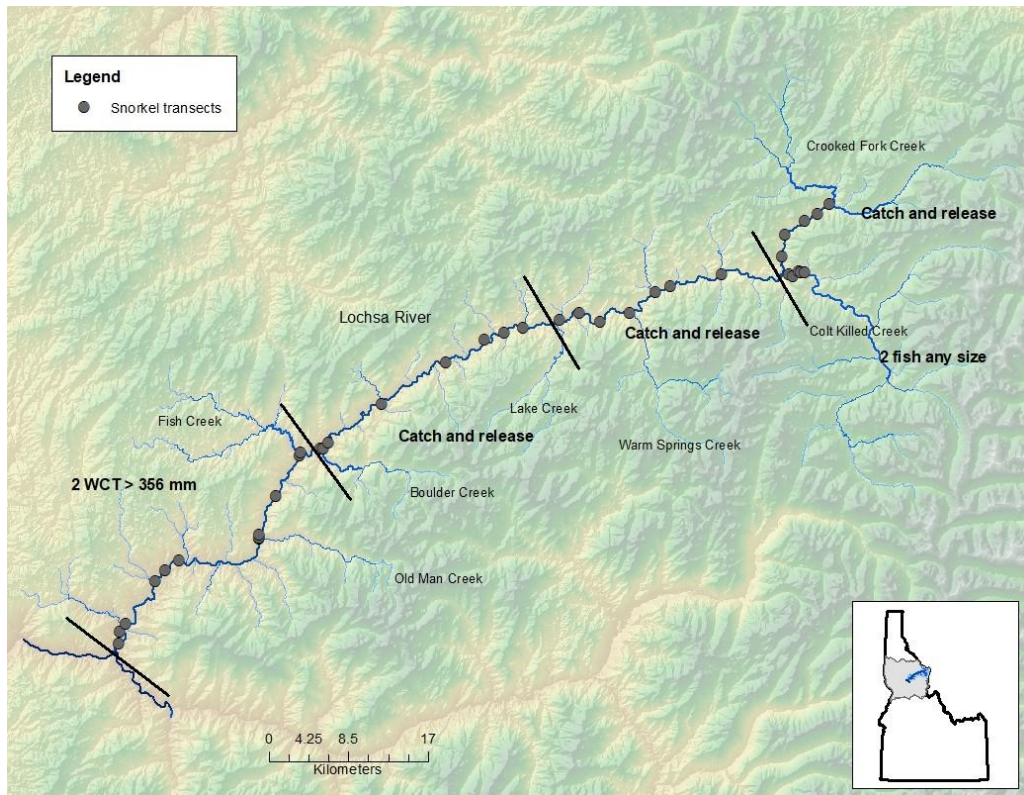 Legend
Snorkel transects
Crooked Fork Creek
Catch and release
Lochsa River
Catch and release
Colt Killed Creek
2 fish any size
Lake Creek
Fish Creek
Catch and release
Warm Springs Creek
2 WCT > 356 mm
Boulder Creek
Old Man Creek
0 4.25 8.5 17
Kilometers